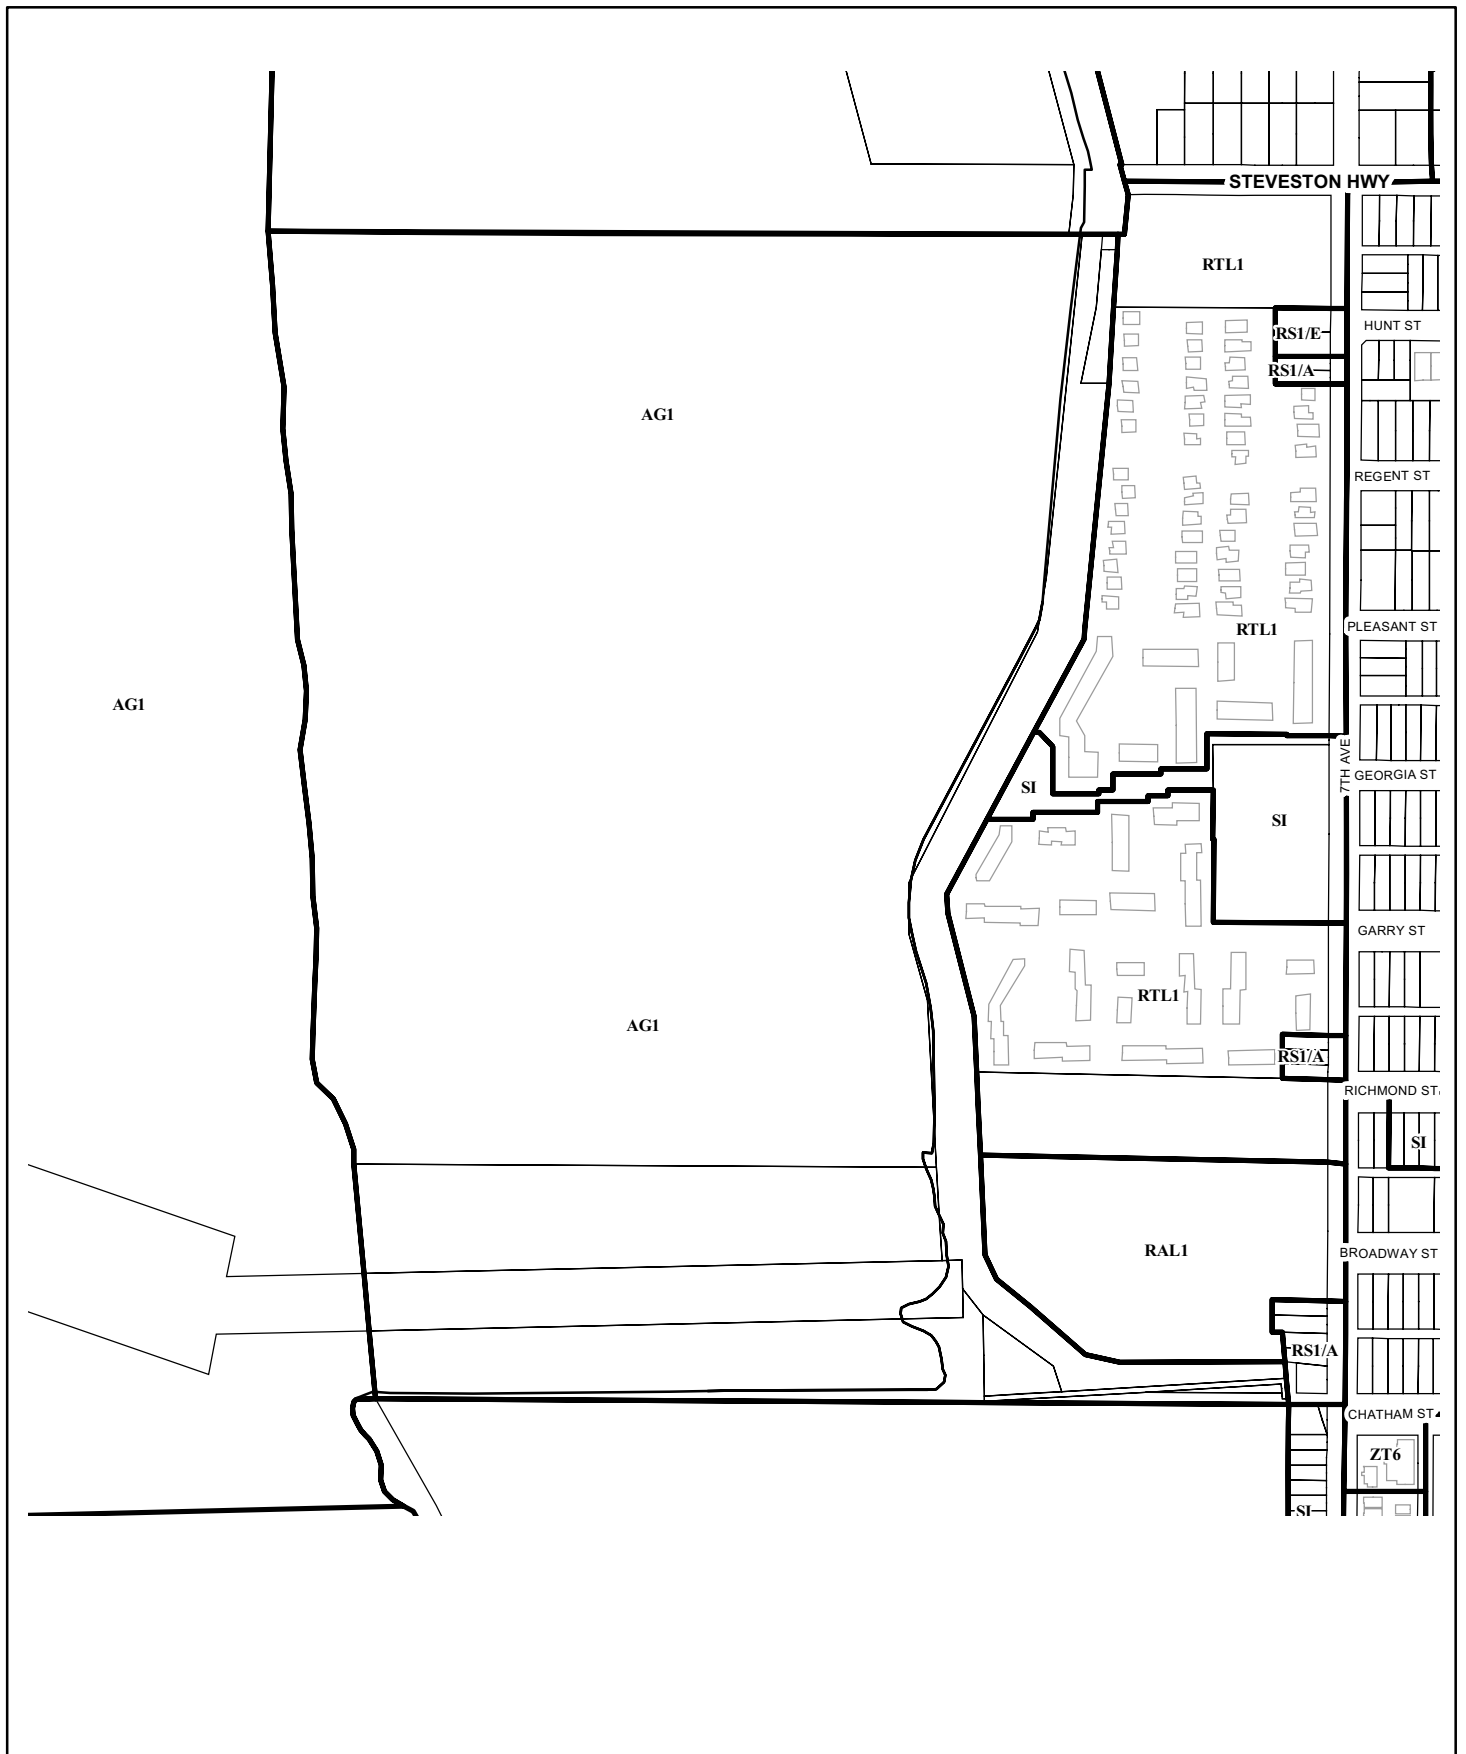 STEVESTON HWY
RTL1
RS1/E
HUNT ST
RS1/A
AG1
REGENT ST
PLEASANT ST
RTL1
AG1
7TH AVE
GEORGIA ST
SI
SI
GARRY ST
RTL1
AG1
RS1/A
RICHMOND ST
SI
RAL1
BROADWAY ST
RS1/A
CHATHAM ST
ZT6
SI